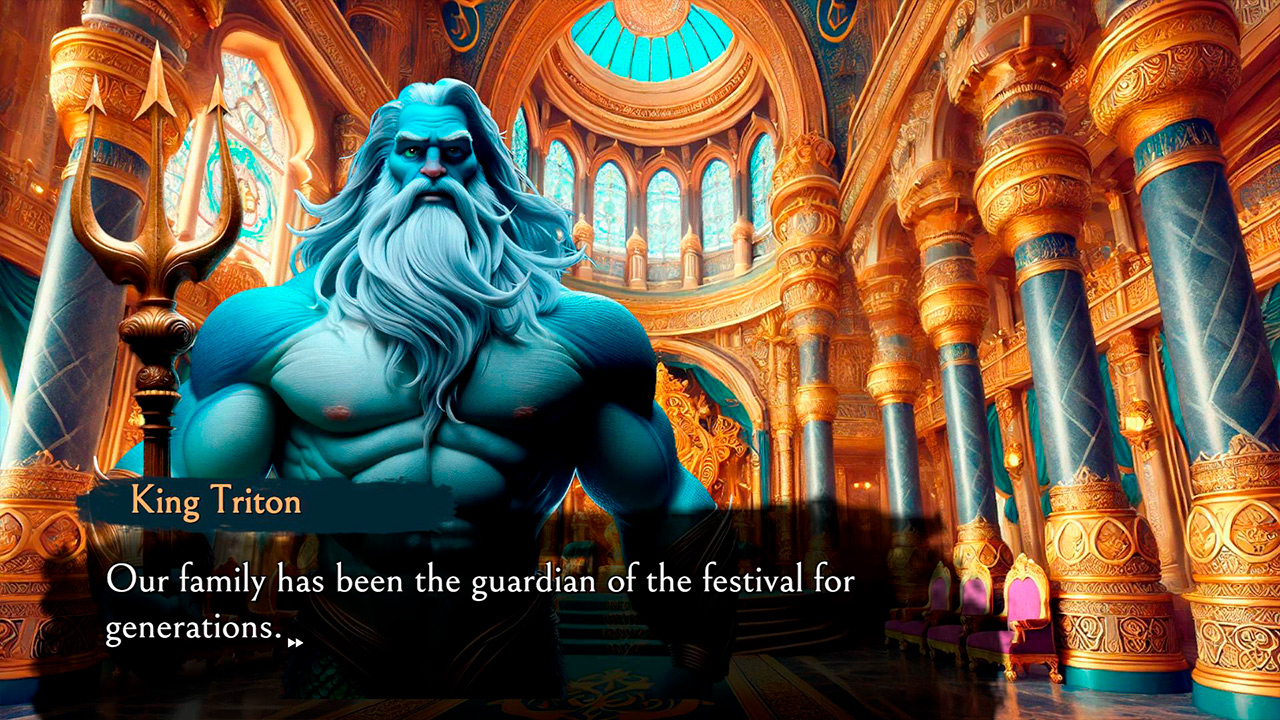 King Triton
Our family has been the guardian of the festival for
generations.